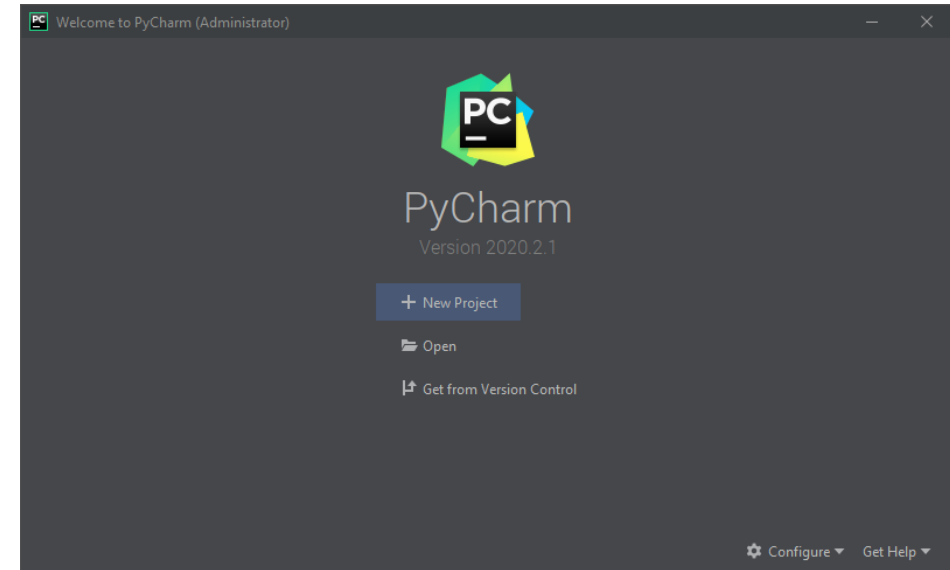 PC Welcome to PyCharm (Administrator)
PC
PyCharm
Version 2020.2.1
New Project
Open
Get from Version Control
Configure Get Help